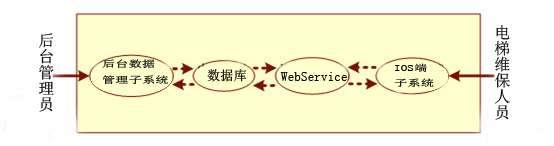 后台管理员
后台数据
管理子系统
数据库
WebService
IOS端
子系统
电梯维保人员